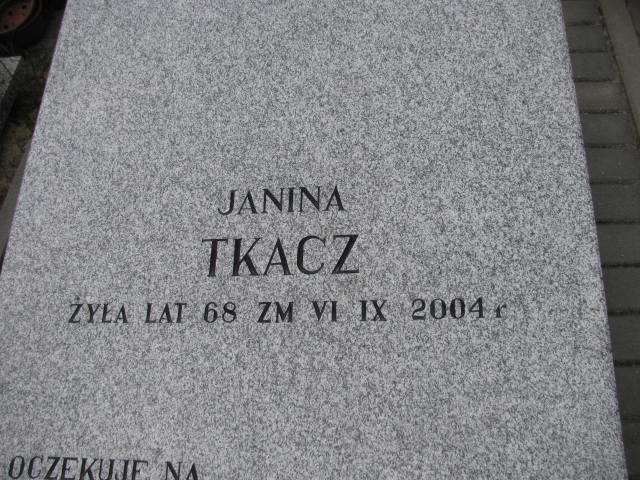 JANINA
TKACZ
ŻYŁA LAT 68 ZM VI IX 2004 r
OCZEKUJE NA